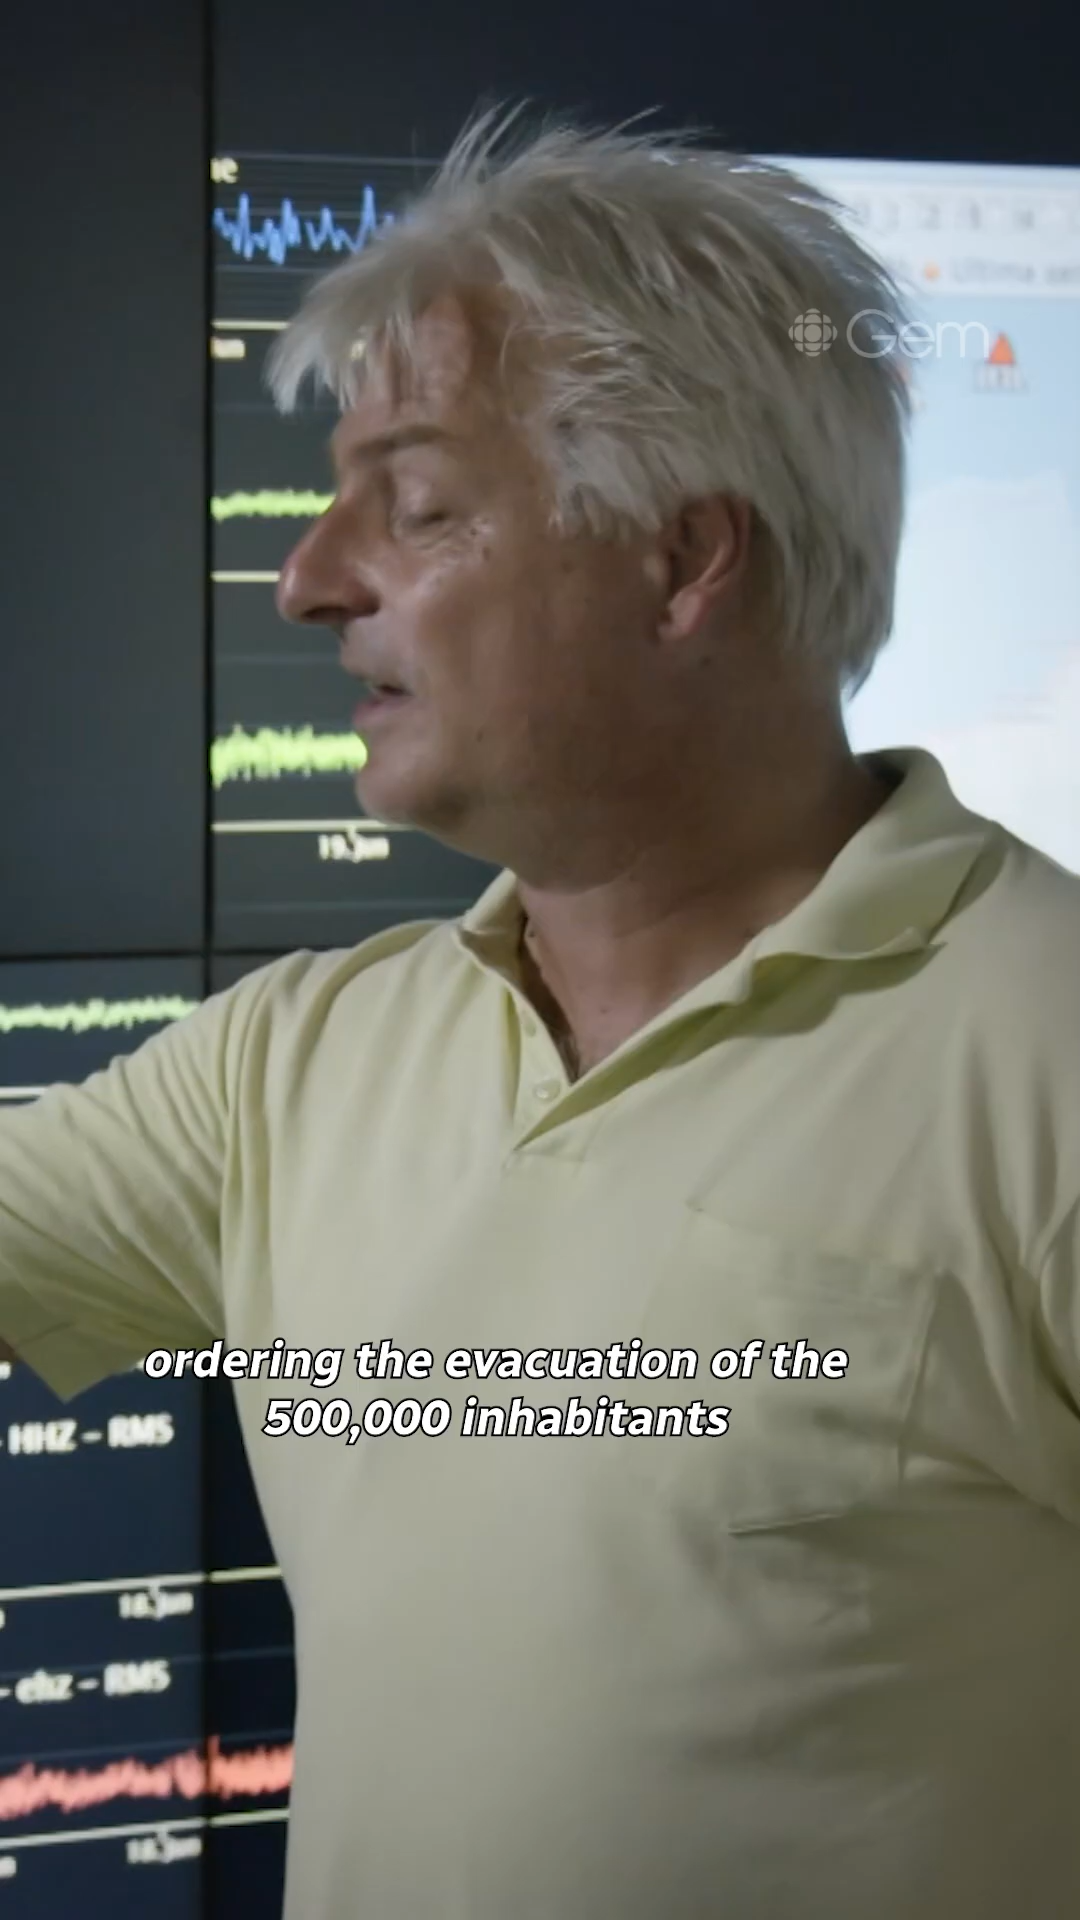 Gem
Ultima
19.Jun
ordering the evacuation of the
500,000 inhabitants
HHZ – RMS
18.Jun
- ehz – RMS
18.Jun